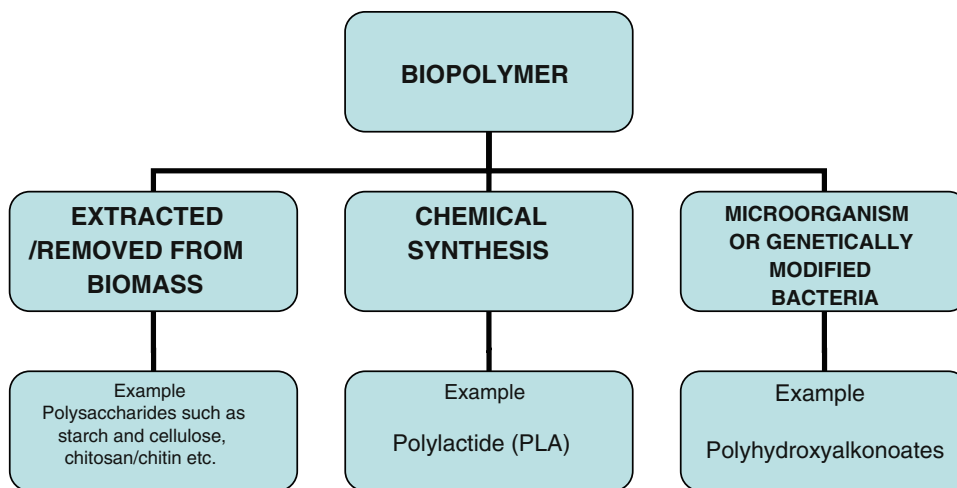 BIOPOLYMER
EXTRACTED
/REMOVED FROM
BIOMASS
CHEMICAL
SYNTHESIS
MICROORGANISM
OR GENETICALLY
MODIFIED
BACTERIA
Example
Polysaccharides such as
starch and cellulose,
chitosan/chitin etc.
Example
Polylactide (PLA)
Example
Polyhydroxyalkonoates